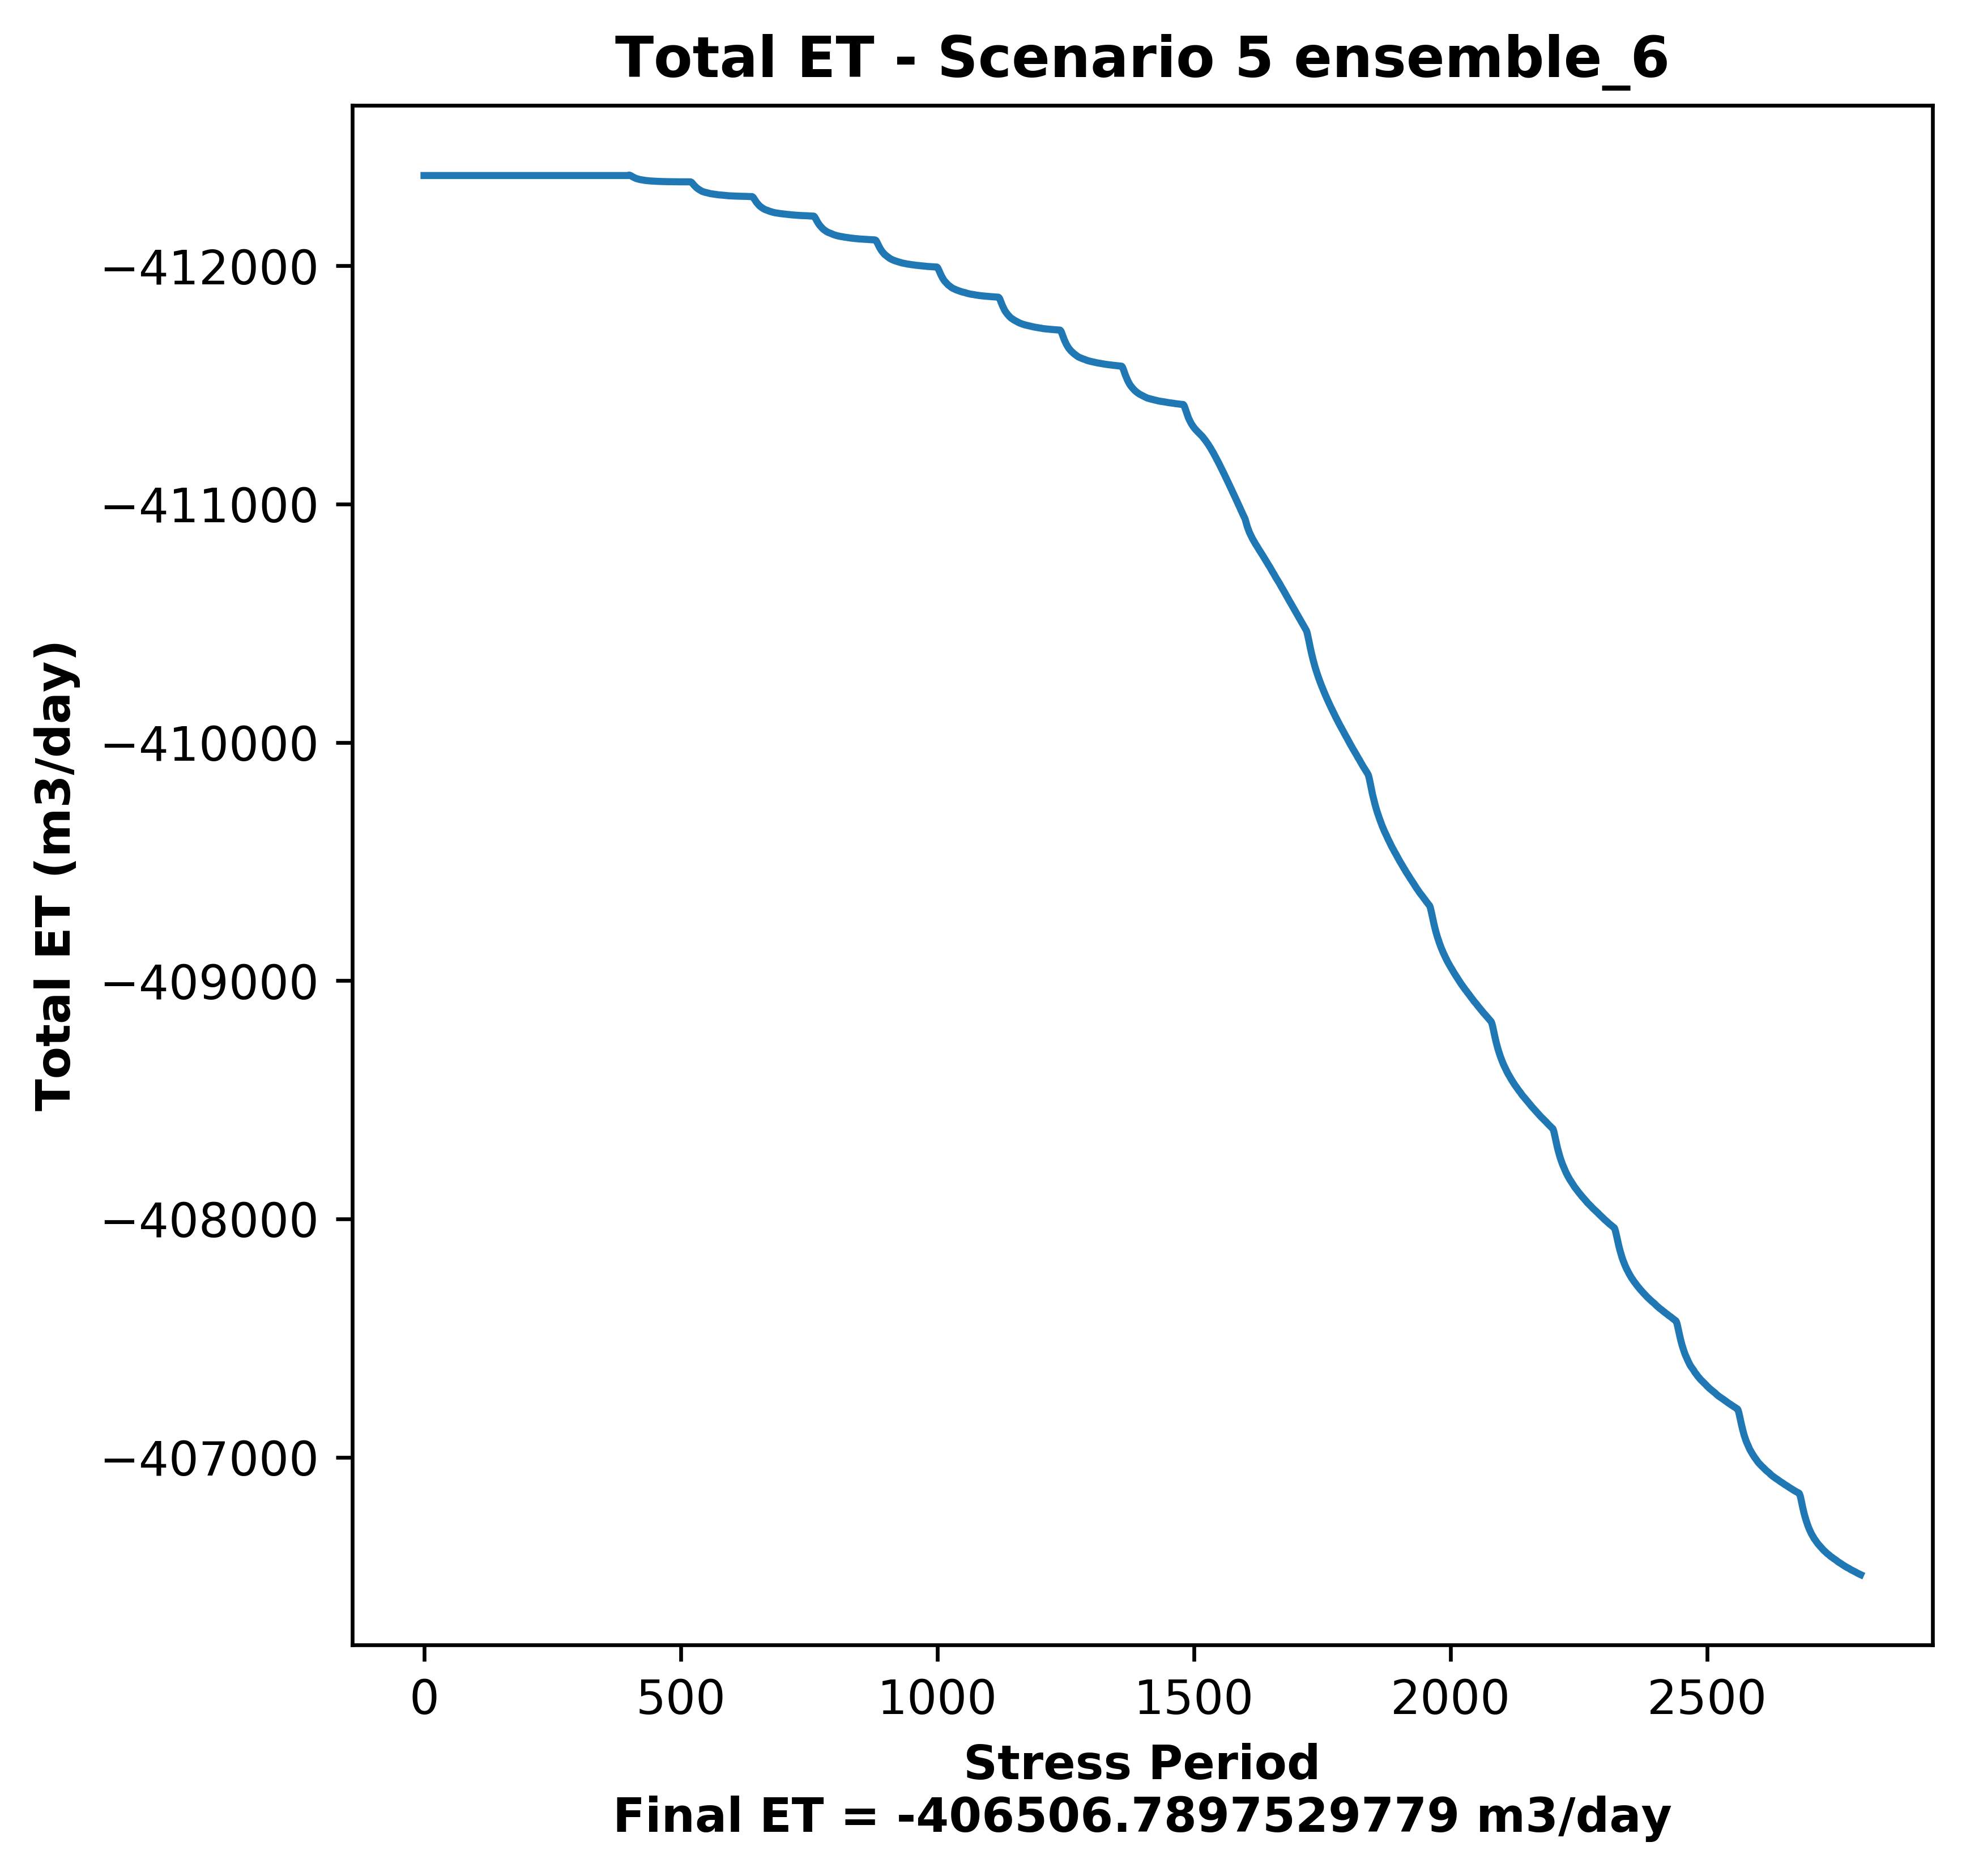 Total ET - Scenario 5 ensemble_6
Total ET (m3/day)
−412000
−411000
−410000
−409000
−408000
−407000
0 500 1000 1500 2000 2500
Stress Period
Final ET = -406506.7897529779 m3/day